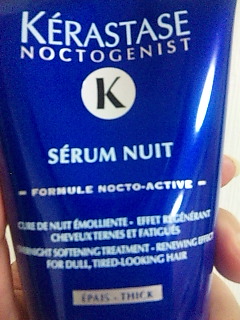 KÉRASTASE
NOCTOGENIST
K
SÉRUM NUIT
- FORMULE NOCTO-ACTIVE -
CURE DE NUIT ÉMOLLIENTE - EFFET RÉGÉNÉRANT
CHEVEUX TERNES ET FATIGUÉS
OVERNIGHT SOFTENING TREATMENT - RENEWING EFFECT
FOR DULL, TIRED-LOOKING HAIR
ÉPAIS - THICK